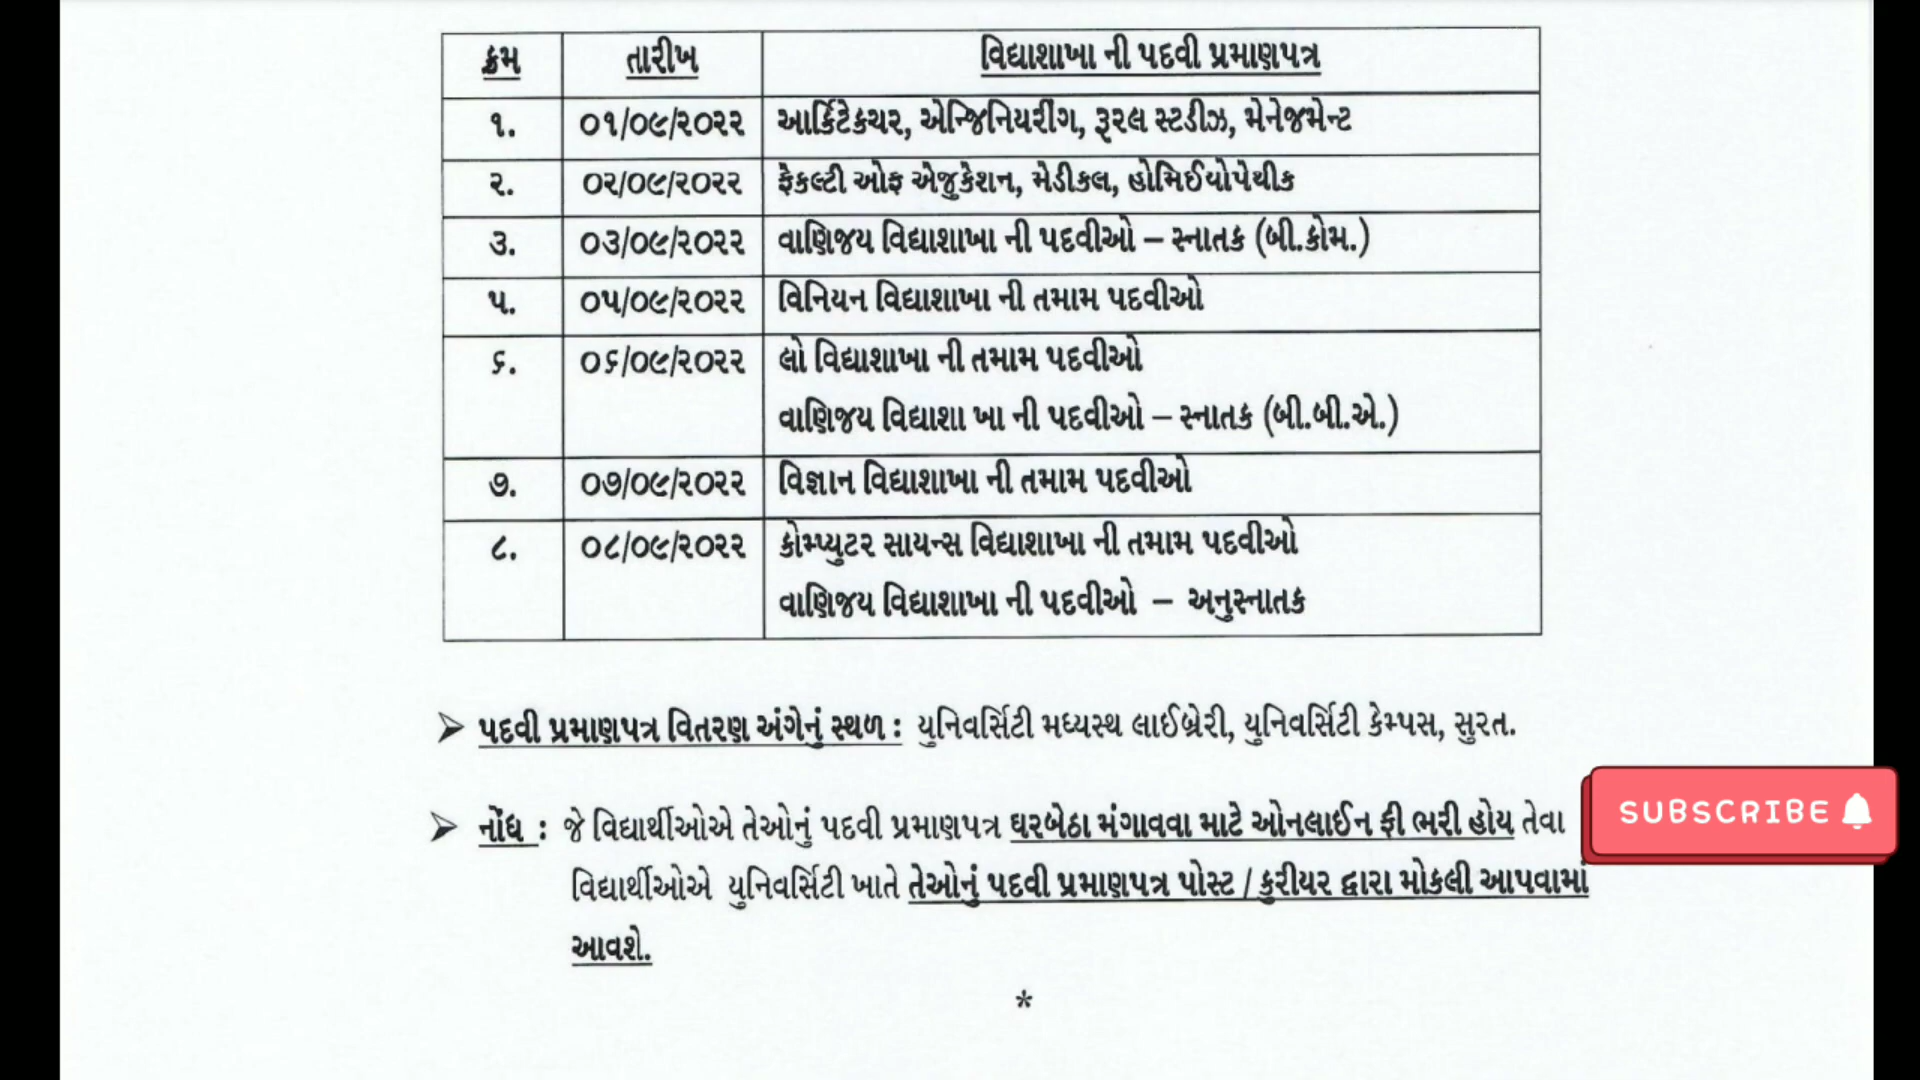 ક્રમ તારીખ વિદ્યાશાખા ની પદવી પ્રમાણપત્ર
૧. ૦૧/૦૯/૨૦૨૨ આર્કિટેકચર, એન્જિનિયરીંગ, રૂરલ સ્ટડીઝ, મેનેજમેન્ટ
૨. ૦૨/૦૯/૨૦૨૨ ફેકલ્ટી ઓફ એજુકેશન, મેડીકલ, હોમિઈયોપેથીક
૩. ૦૩/૦૯/૨૦૨૨ વાણિજય વિદ્યાશાખા ની પદવીઓ – સ્નાતક (બી.કોમ.)
૫. ૦૫/૦૯/૨૦૨૨ વિનિયન વિદ્યાશાખા ની તમામ પદવીઓ
૬. ૦૬/૦૯/૨૦૨૨ લો વિદ્યાશાખા ની તમામ પદવીઓ
વાણિજય વિદ્યાશા ખા ની પદવીઓ – સ્નાતક (બી.બી.એ.)
૭. ૦૭/૦૯/૨૦૨૨ વિજ્ઞાન વિદ્યાશાખા ની તમામ પદવીઓ
૮. ૦૮/૦૯/૨૦૨૨ કોમ્પ્યુટર સાયન્સ વિદ્યાશાખા ની તમામ પદવીઓ
વાણિજય વિદ્યાશાખા ની પદવીઓ – અનુસ્નાતક
➢ પદવી પ્રમાણપત્ર વિતરણ અંગેનું સ્થળ : યુનિવર્સિટી મધ્યસ્થ લાઈબ્રેરી, યુનિવર્સિટી કેમ્પસ, સુરત.
➢ નોંધ : જે વિદ્યાર્થીઓએ તેઓનું પદવી પ્રમાણપત્ર ઘરબેઠા મંગાવવા માટે ઓનલાઈન ફી ભરી હોય તેવા
વિદ્યાર્થીઓએ યુનિવર્સિટી ખાતે તેઓનું પદવી પ્રમાણપત્ર પોસ્ટ / કુરીયર દ્વારા મોકલી આપવામાં
આવશે.
*
SUBSCRIBE